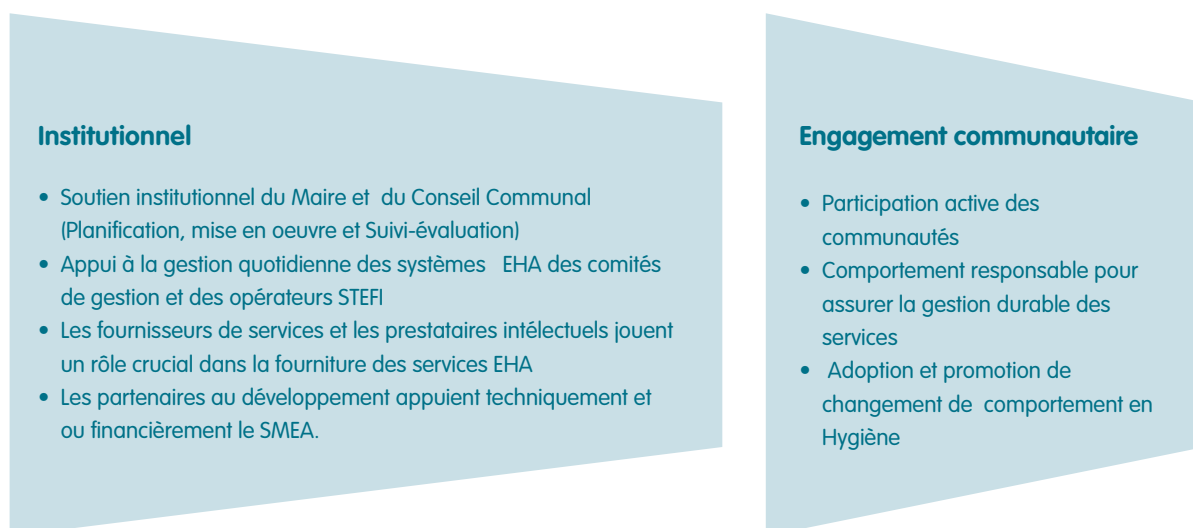 Institutionnel
• Soutien institutionnel du Maire et du Conseil Communal
(Planification, mise en oeuvre et Suivi-évaluation)
• Appui à la gestion quotidienne des systèmes EHA des comités
de gestion et des opérateurs STEFI
• Les fournisseurs de services et les prestataires intélectuels jouent
un rôle crucial dans la fourniture des services EHA
• Les partenaires au développement appuient techniquement et
ou financièrement le SMEA.
Engagement communautaire
• Participation active des
communautés
• Comportement responsable pour
assurer la gestion durable des
services
• Adoption et promotion de
changement de comportement en
Hygiène